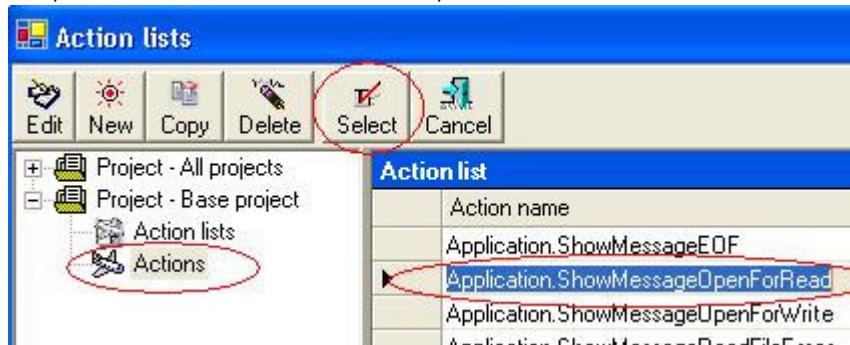 Action lists
Edit New Copy Delete Select Cancel
Project - All projects
Project - Base project
Action lists
Actions
Action list
Action name
Application.ShowMessageEOF
Application.ShowMessageOpenForRead
Application.ShowMessageOpenForWrite